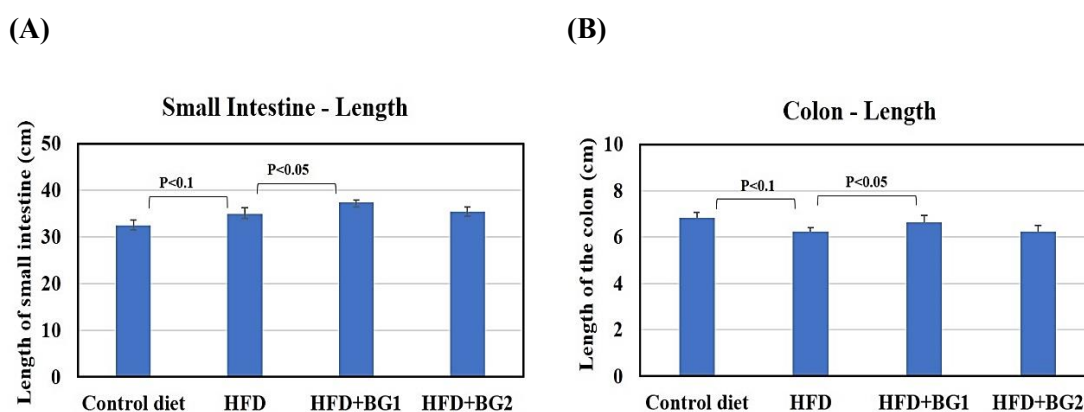 (A)
Small Intestine - Length
Length of small intestine (cm)
50
40
30
20
10
0
P<0.1
P<0.05
Control diet
HFD
HFD+BG1
HFD+BG2
(B)
Colon - Length
Length of the colon (cm)
10
8
6
4
2
0
P<0.1
P<0.05
Control diet
HFD
HFD+BG1
HFD+BG2